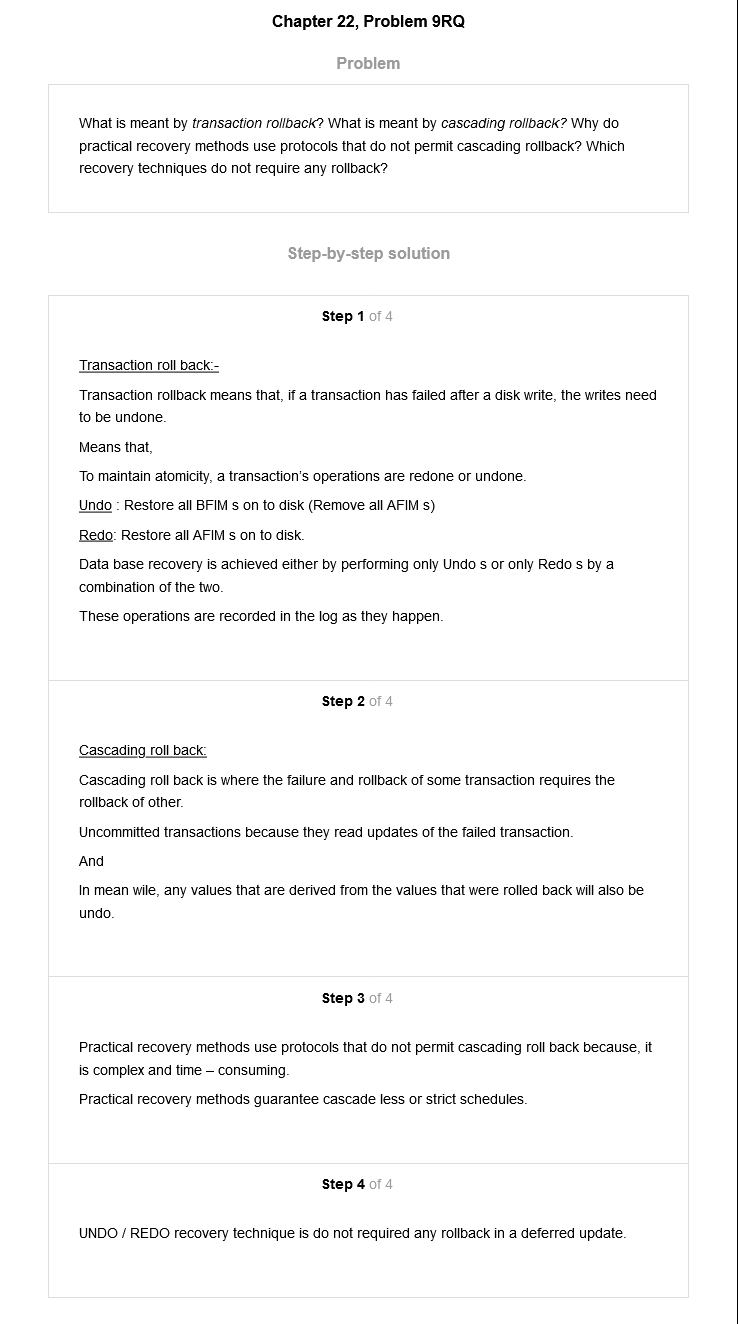 Chapter 22, Problem 9RQ
Problem
What is meant by transaction rollback? What is meant by cascading rollback? Why do
practical recovery methods use protocols that do not permit cascading rollback? Which
recovery techniques do not require any rollback?
Step-by-step solution
Step 1 of 4
Transaction roll back:-
Transaction rollback means that, if a transaction has failed after a disk write, the writes need
to be undone.
Means that,
To maintain atomicity, a transaction's operations are redone or undone.
Undo : Restore all BFIM s on to disk (Remove all AFIM s)
Redo: Restore all AFIM s on to disk.
Data base recovery is achieved either by performing only Undo s or only Redo s by a
combination of the two.
These operations are recorded in the log as they happen.
Step 2 of 4
Cascading roll back:
Cascading roll back is where the failure and rollback of some transaction requires the
rollback of other.
Uncommitted transactions because they read updates of the failed transaction.
And
In mean wile, any values that are derived from the values that were rolled back will also be
undo.
Step 3 of 4
Practical recovery methods use protocols that do not permit cascading roll back because, it
is complex and time – consuming.
Practical recovery methods guarantee cascade less or strict schedules.
Step 4 of 4
UNDO / REDO recovery technique is do not required any rollback in a deferred update.